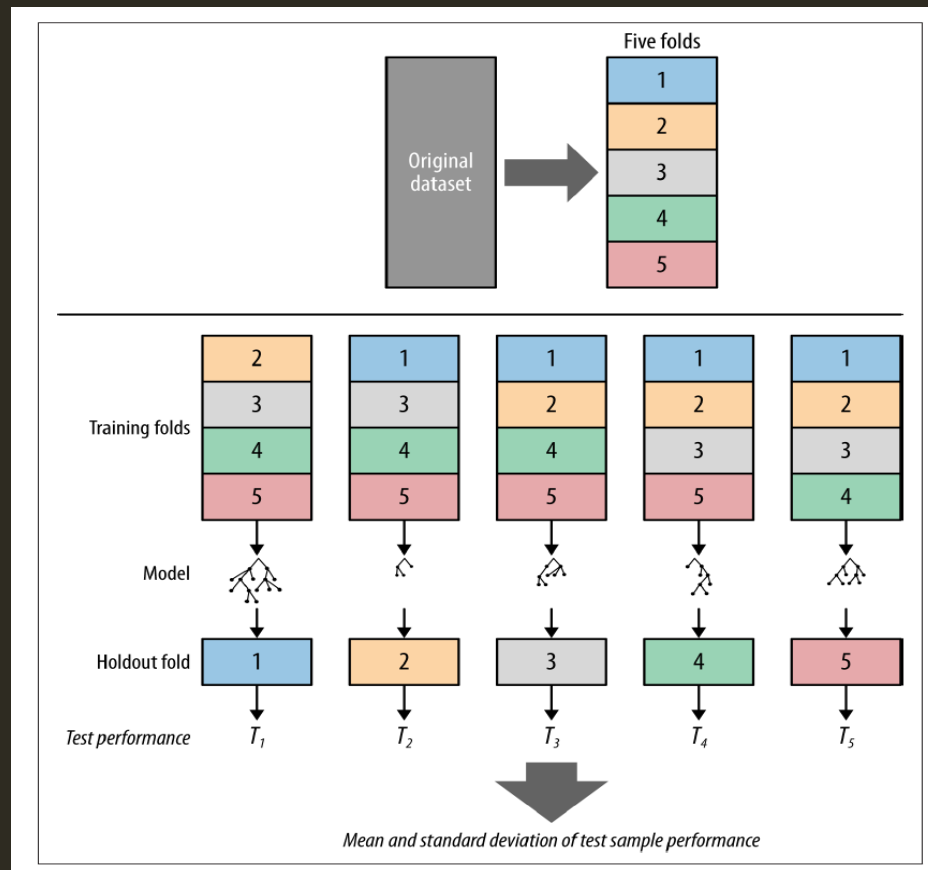 Five folds
1
2
Original
dataset
3
4
5
2 1 1 1 1
3 3 2 2 2
Training folds
4 4 4 3 3
5 5 5 5 4
Model
Holdout fold 1 2 3 4 5
Test performance T₁ T₂ T₃ T₄ T₅
Mean and standard deviation of test sample performance